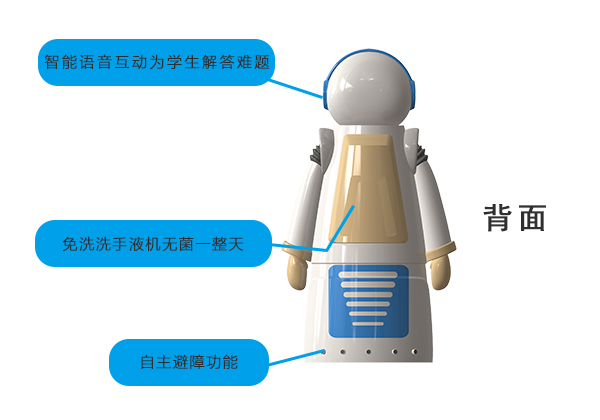 智能语音互动为学生解答难题
背面
免洗洗手液机无菌一整天
自主避障功能